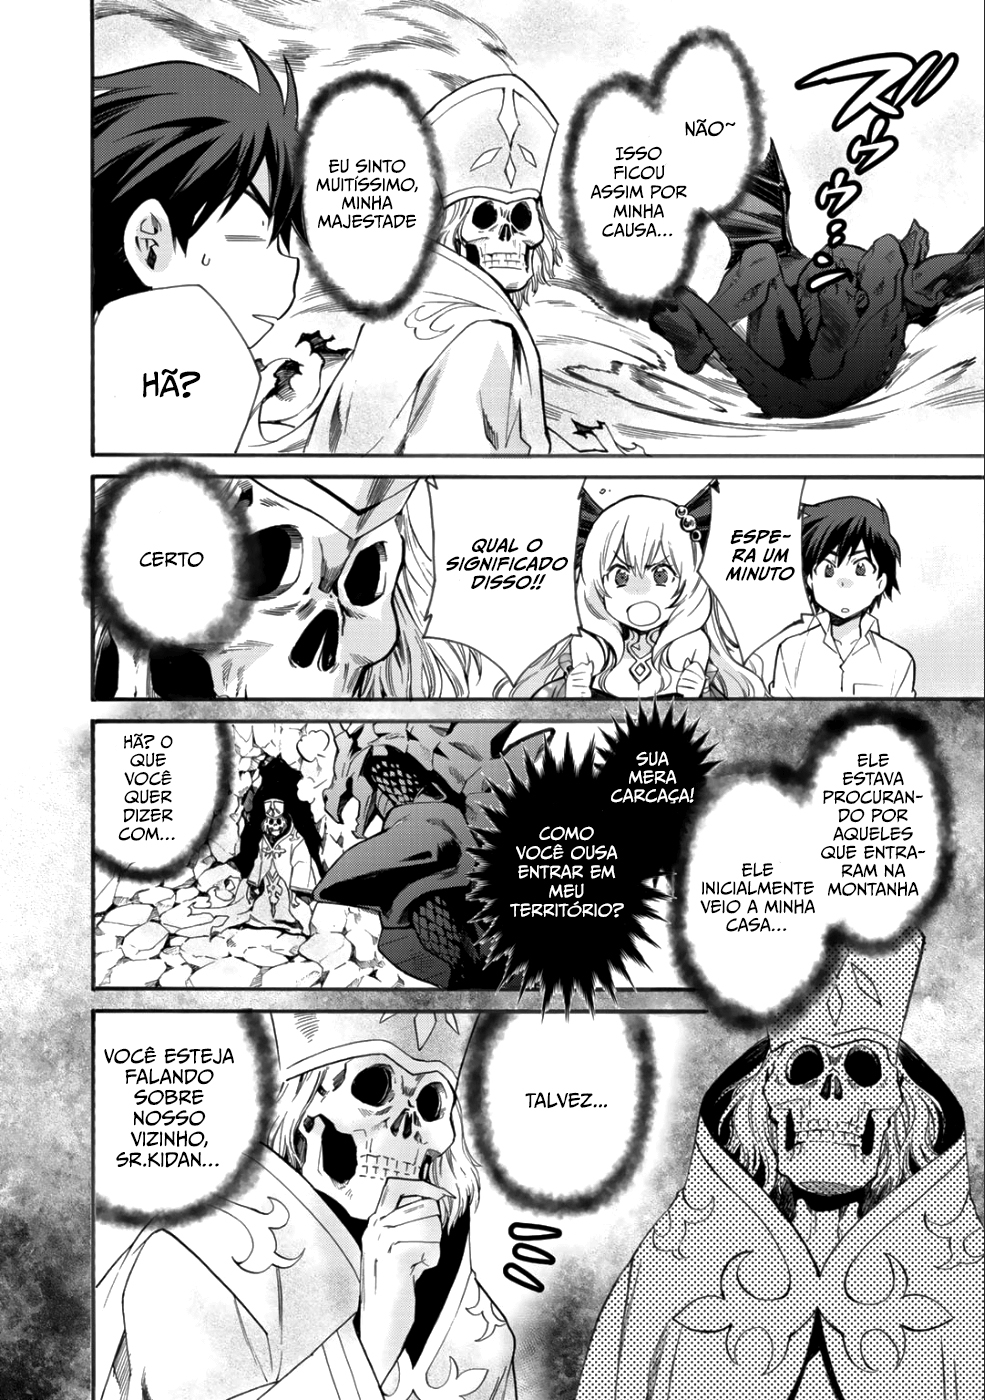 NÃO~
ISSO
FICOU
ASSIM POR
MINHA
CAUSA...
ズヴヴ...
EU SINTO
MUITÍSSIMO,
MINHA
MAJESTADE
HÃ?
ESPE-
RA UM
MINUTO
QUAL O
SIGNIFICADO
DISSO!!
CERTO
ELE
ESTAVA
PROCURAN-
DO POR
AQUELES
QUE ENTRA-
RAM NA
MONTANHA
ELE
INICIALMENTE
VEIO A MINHA
CASA...
SUA
MERA
CARCAÇA!
COMO
VOCÊ OUSA
ENTRAR EM
MEU
TERRITÓRIO?
HÃ? O
QUE
VOCÊ
QUER
DIZER
COM...
TALVEZ...
VOCÊ ESTEJA
FALANDO
SOBRE
NOSSO
VIZINHO,
SR.KIDAN...